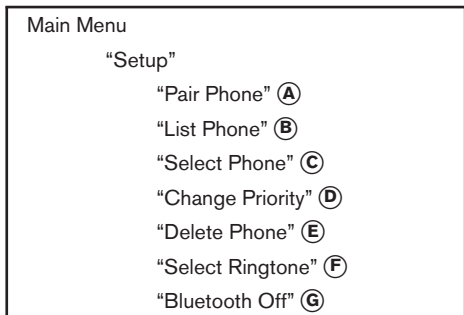 Main Menu
“Setup”
“Pair Phone” Ⓐ
“List Phone” Ⓑ
“Select Phone” Ⓒ
“Change Priority” Ⓓ
“Delete Phone” Ⓔ
“Select Ringtone” Ⓕ
“Bluetooth Off” Ⓖ